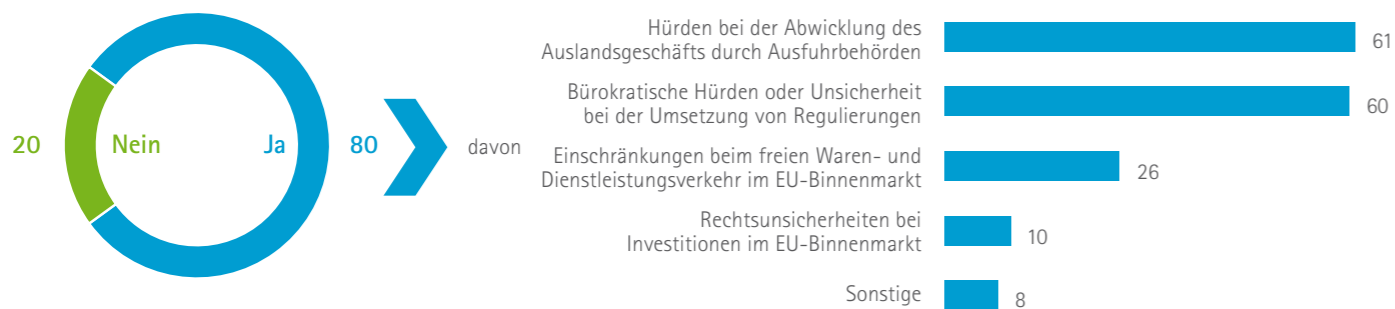 20
Nein
Ja
80
davon
Hürden bei der Abwicklung des
Auslandsgeschäfts durch Ausfuhrbehörden
61
Bürokratische Hürden oder Unsicherheit
bei der Umsetzung von Regulierungen
60
Einschränkungen beim freien Waren- und
Dienstleistungsverkehr im EU-Binnenmarkt
26
Rechtsunsicherheiten bei
Investitionen im EU-Binnenmarkt
10
Sonstige
8